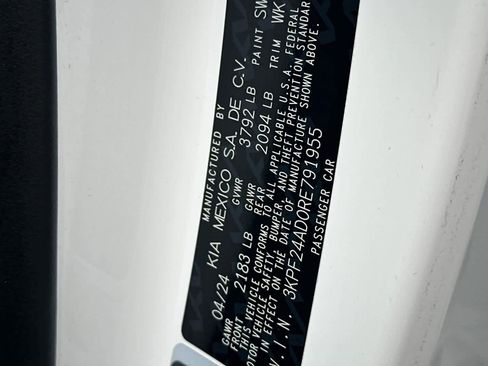 MANUFACTURED BY
04/24 KIA MEXICO S.A. DE C.V.
GVWR 3792 LB PAINT SW
GAWR FRONT 2183 LB GAWR REAR 2094 LB TRIM WK
THIS VEHICLE CONFORMS TO ALL APPLICABLE U.S.A. FEDERAL
MOTOR VEHICLE SAFETY, BUMPER, AND THEFT PREVENTION STANDAR
IN EFFECT ON THE DATE OF MANUFACTURE SHOWN ABOVE.
V.I.N. 3KPF24AD0RE791955
PASSENGER CAR